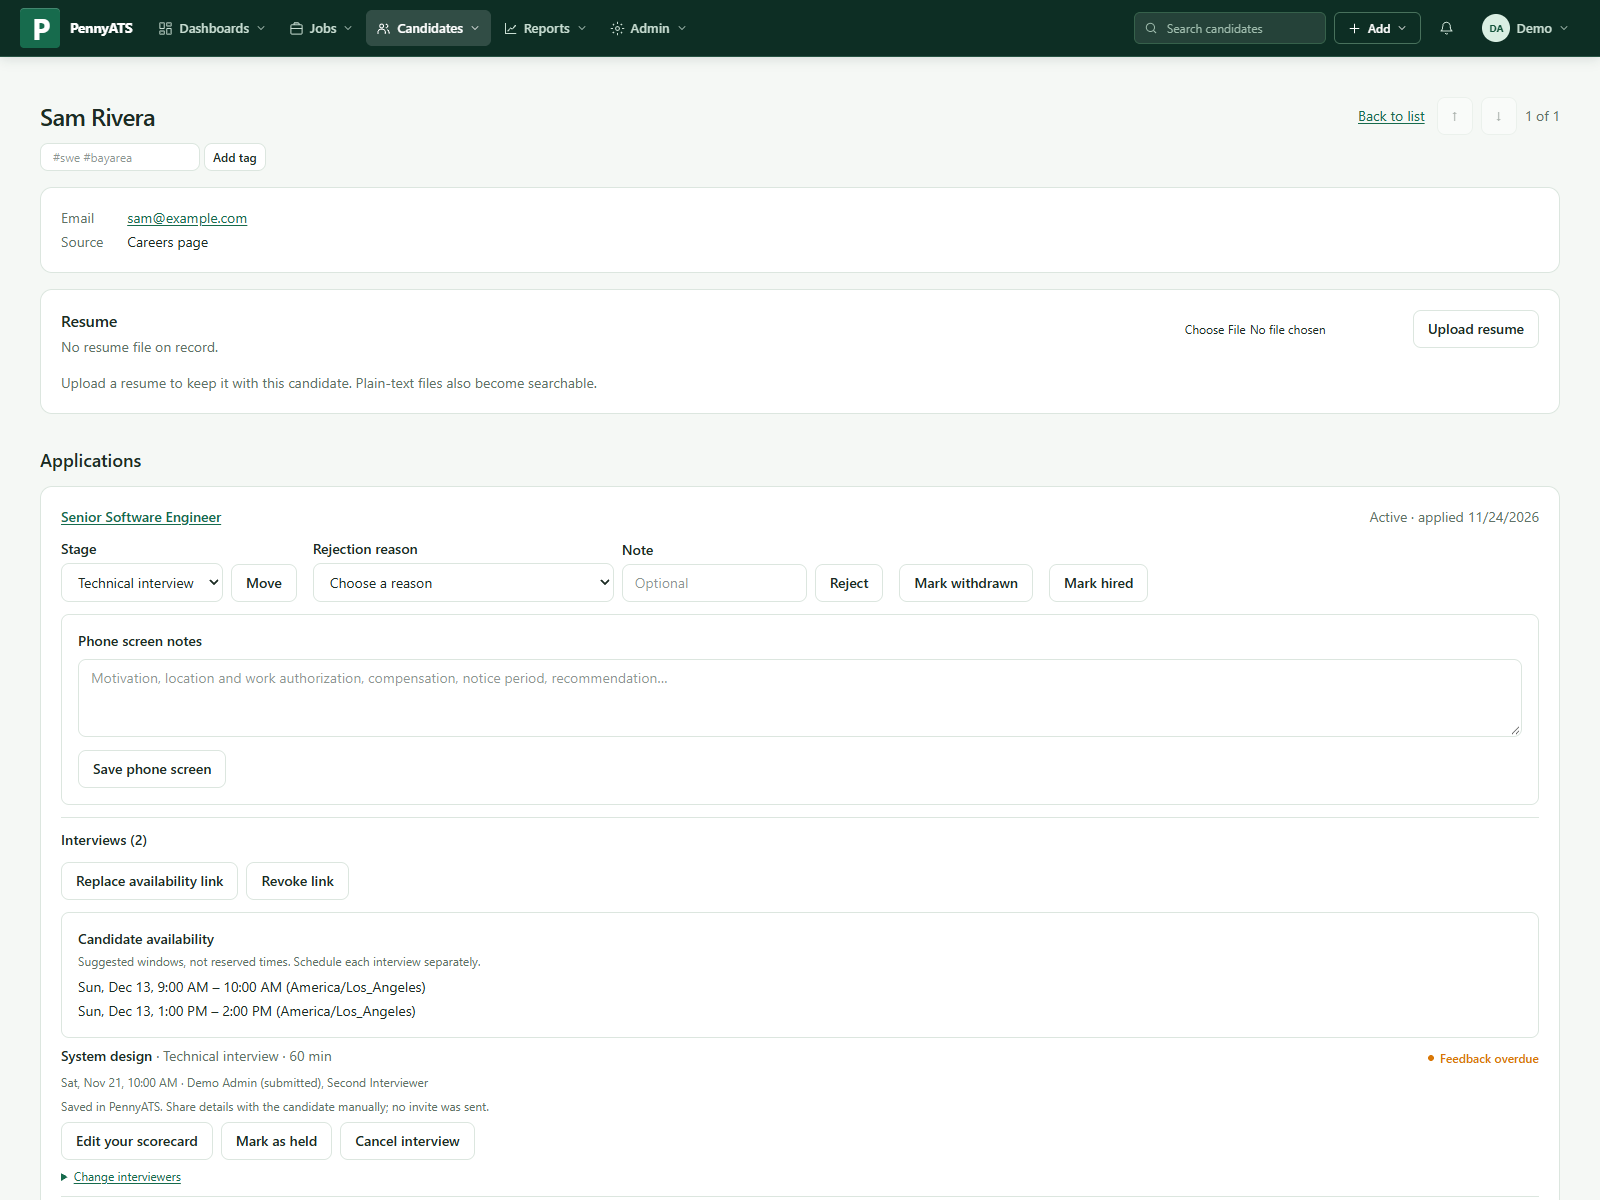 P PennyATS Dashboards Jobs Candidates Reports Admin Search candidates Add DA Demo
Sam Rivera
Back to list ↑ ↓ 1 of 1
#swe #bayarea Add tag
Email sam@example.com
Source Careers page
Resume
No resume file on record.
Choose File No file chosen Upload resume
Upload a resume to keep it with this candidate. Plain-text files also become searchable.
Applications
Senior Software Engineer Active · applied 11/24/2026
Stage Rejection reason Note
Technical interview Move Choose a reason Optional Reject Mark withdrawn Mark hired
Phone screen notes
Motivation, location and work authorization, compensation, notice period, recommendation...
Save phone screen
Interviews (2)
Replace availability link Revoke link
Candidate availability
Suggested windows, not reserved times. Schedule each interview separately.
Sun, Dec 13, 9:00 AM – 10:00 AM (America/Los_Angeles)
Sun, Dec 13, 1:00 PM – 2:00 PM (America/Los_Angeles)
System design · Technical interview · 60 min Feedback overdue
Sat, Nov 21, 10:00 AM · Demo Admin (submitted), Second Interviewer
Saved in PennyATS. Share details with the candidate manually; no invite was sent.
Edit your scorecard Mark as held Cancel interview
Change interviewers